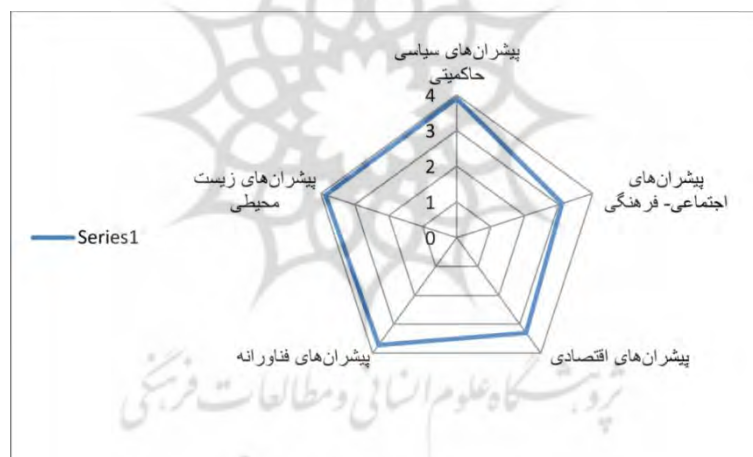 پیشران‌های سیاسی
حاکمیتی
4
3
2
1
0
پیشران‌های
اجتماعی- فرهنگی
پیشران‌های زیست
محیطی
Series1
پیشران‌های فناورانه
پیشران‌های اقتصادی
پژوهشگاه علوم انسانی و مطالعات فرهنگی